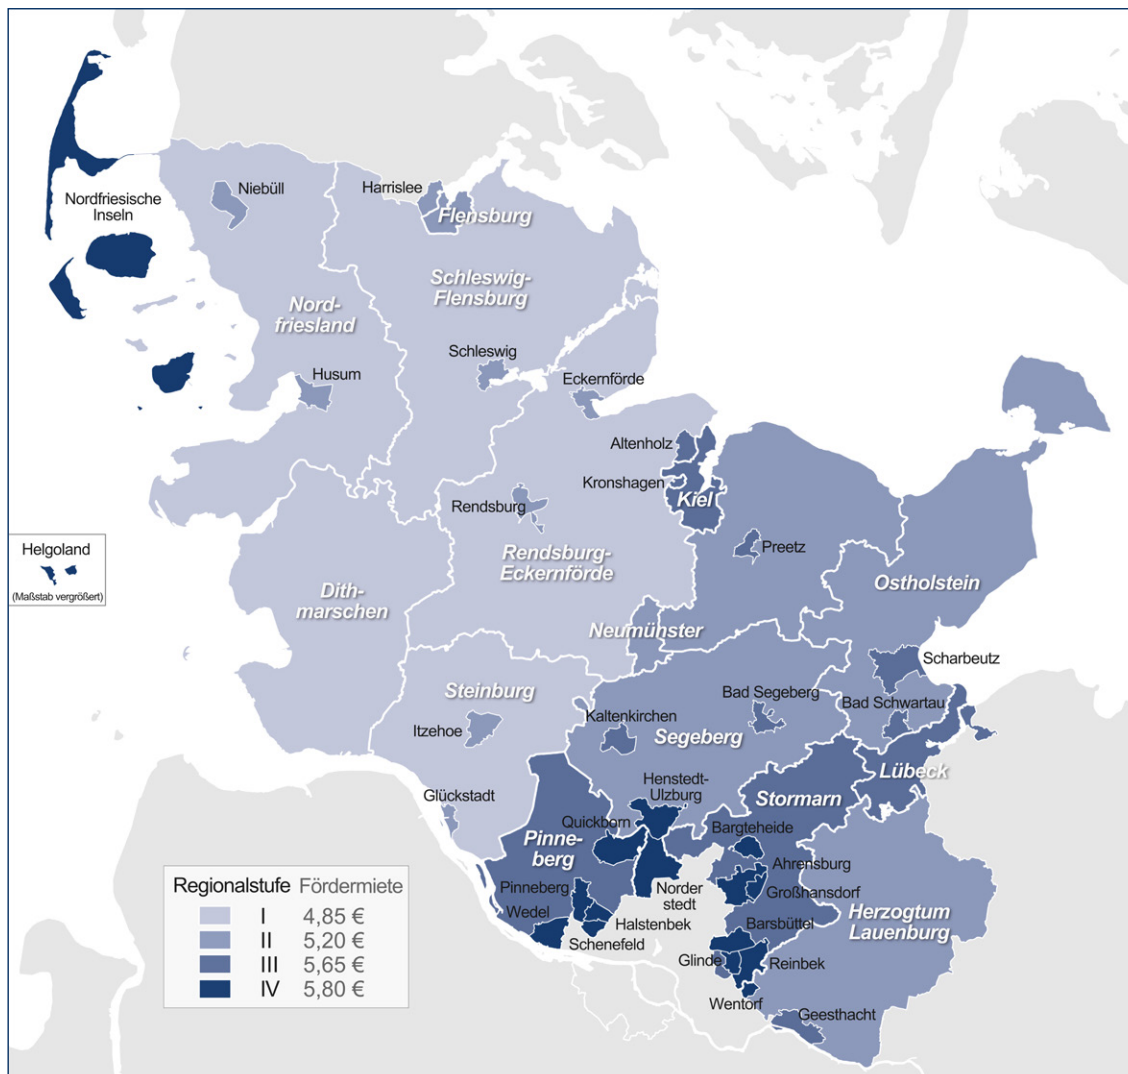 Niebüll
Harrislee
Nordfriesische
Inseln
Flensburg
Schleswig-
Flensburg
Nord-
friesland
Schleswig
Husum
Eckernförde
Altenholz
Kronshagen
Kiel
Rendsburg
Preetz
Helgoland
(Maßstab vergrößert)
Rendsburg-
Eckernförde
Ostholstein
Dith-
marschen
Neumünster
Scharbeutz
Steinburg
Bad Segeberg
Bad Schwartau
Kaltenkirchen
Itzehoe
Segeberg
Lübeck
Henstedt-
Ulzburg
Stormarn
Glückstadt
Quickborn
Bargteheide
Pinne-
berg
Ahrensburg
Pinneberg
Norder
stedt
Großhansdorf
Wedel
Halstenbek
Barsbüttel
Herzogtum
Lauenburg
Schenefeld
Glinde
Reinbek
Wentorf
Geesthacht
Regionalstufe Fördermiete
I 4,85 €
II 5,20 €
III 5,65 €
IV 5,80 €